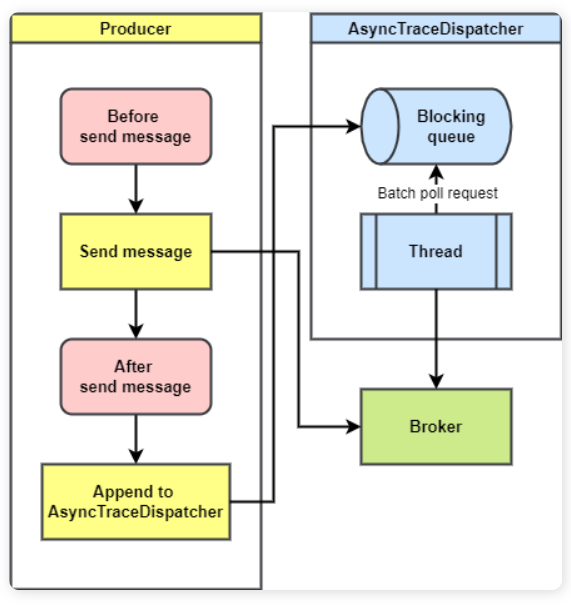 Producer
Before
send message
Send message
After
send message
Append to
AsyncTraceDispatcher
AsyncTraceDispatcher
Blocking
queue
Batch poll request
Thread
Broker